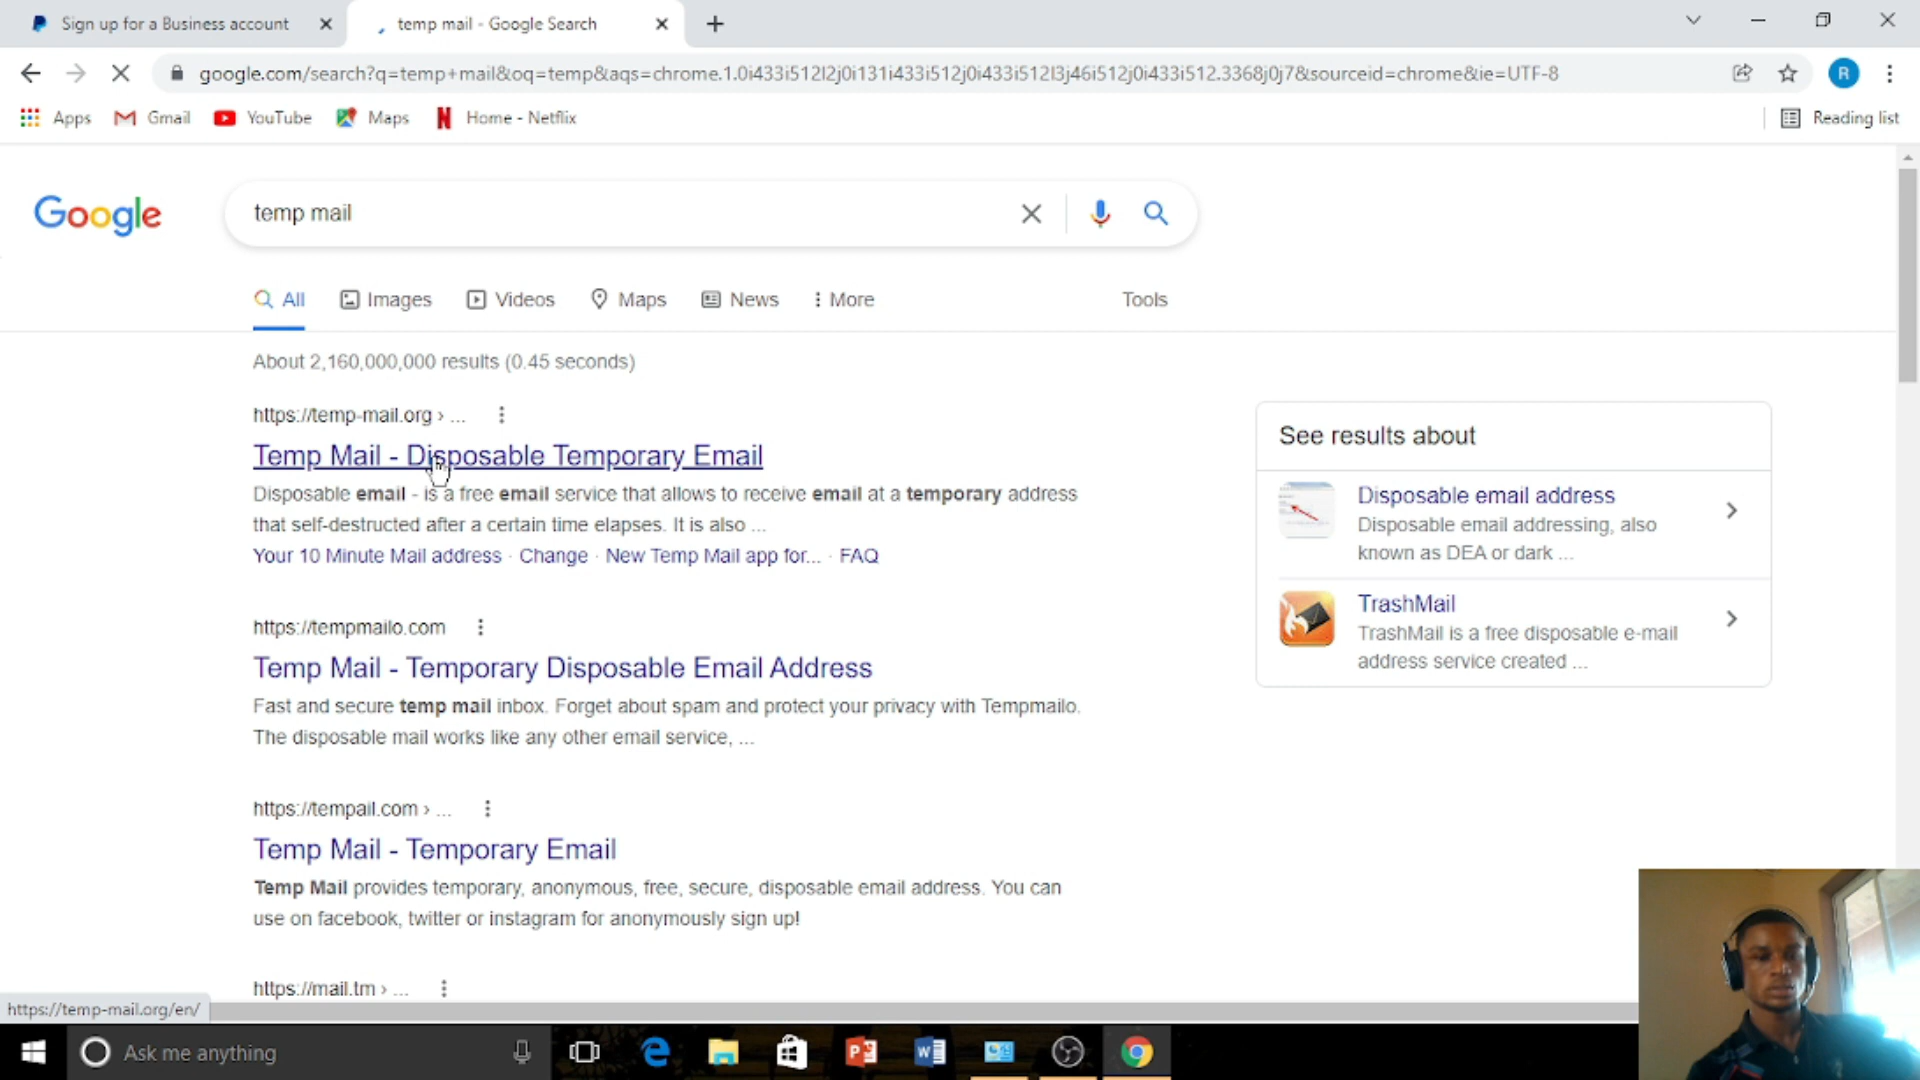 Sign up for a Business account
temp mail - Google Search
google.com/search?q=temp+mail&oq=temp&aqs=chrome.1.0i433i512l2j0i131i433i512j0i433i512l3j46i512j0i433i512.3368j0j7&sourceid=chrome&ie=UTF-8
R
Apps
Gmail
YouTube
Maps
Home - Netflix
Reading list
Google
temp mail
All
Images
Videos
Maps
News
More
Tools
About 2,160,000,000 results (0.45 seconds)
https://temp-mail.org › ...
Temp Mail - Disposable Temporary Email
Disposable email - is a free email service that allows to receive email at a temporary address
that self-destructed after a certain time elapses. It is also ...
Your 10 Minute Mail address · Change · New Temp Mail app for... · FAQ
https://tempmailo.com
Temp Mail - Temporary Disposable Email Address
Fast and secure temp mail inbox. Forget about spam and protect your privacy with Tempmailo.
The disposable mail works like any other email service, ...
https://tempail.com › ...
Temp Mail - Temporary Email
Temp Mail provides temporary, anonymous, free, secure, disposable email address. You can
use on facebook, twitter or instagram for anonymously sign up!
https://mail.tm › ...
See results about
Disposable email address
Disposable email addressing, also
known as DEA or dark ...
TrashMail
TrashMail is a free disposable e-mail
address service created ...
https://temp-mail.org/en/
Ask me anything